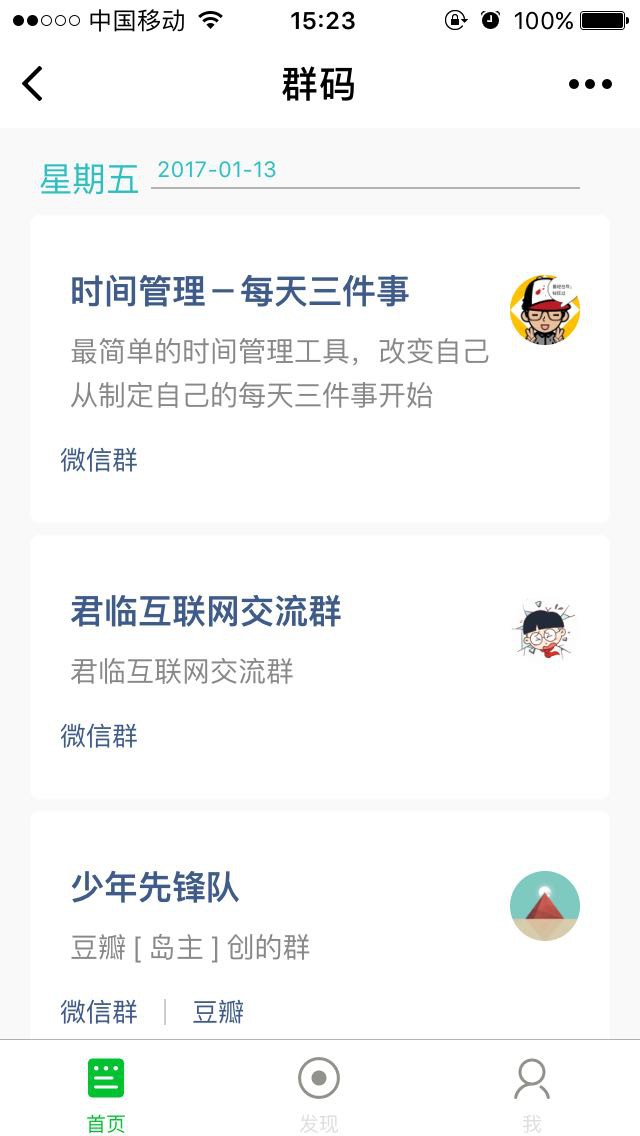 中国移动 15:23 100%
群码
星期五 2017-01-13
时间管理－每天三件事
最简单的时间管理工具，改变自己
从制定自己的每天三件事开始
微信群
君临互联网交流群
君临互联网交流群
微信群
少年先锋队
豆瓣 [ 岛主 ] 创的群
微信群 | 豆瓣
首页 发现 我